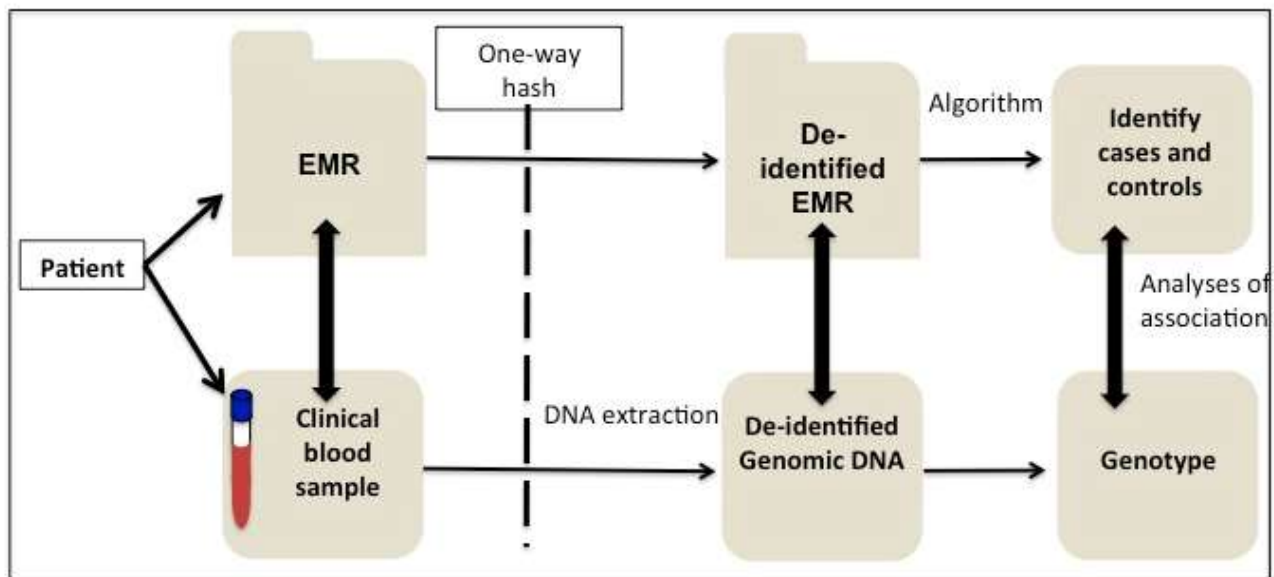 One-way
hash
EMR
De-
identified
EMR
Algorithm
Identify
cases and
controls
Patient
Analyses of
association
Clinical
blood
sample
DNA extraction
De-identified
Genomic DNA
Genotype